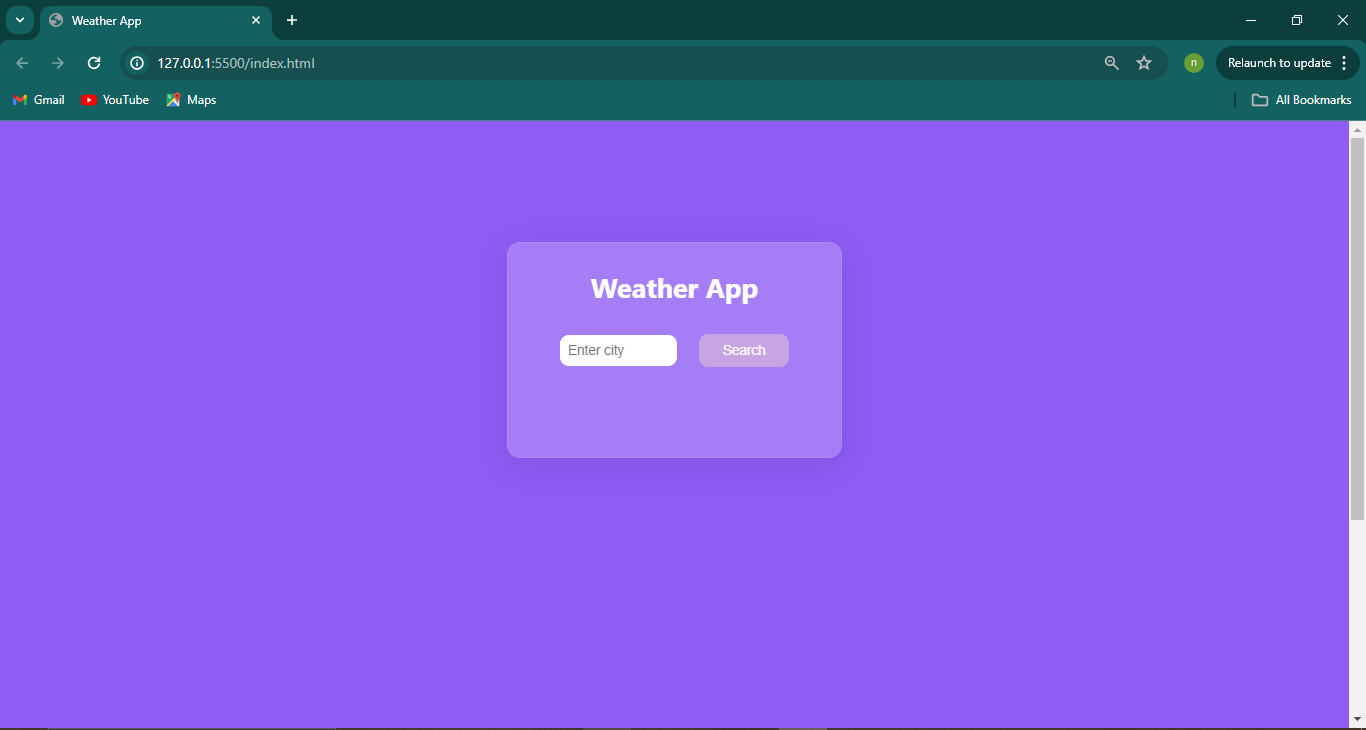 Weather App
127.0.0.1:5500/index.html
n
Relaunch to update
Gmail
YouTube
Maps
All Bookmarks
Weather App
Enter city
Search